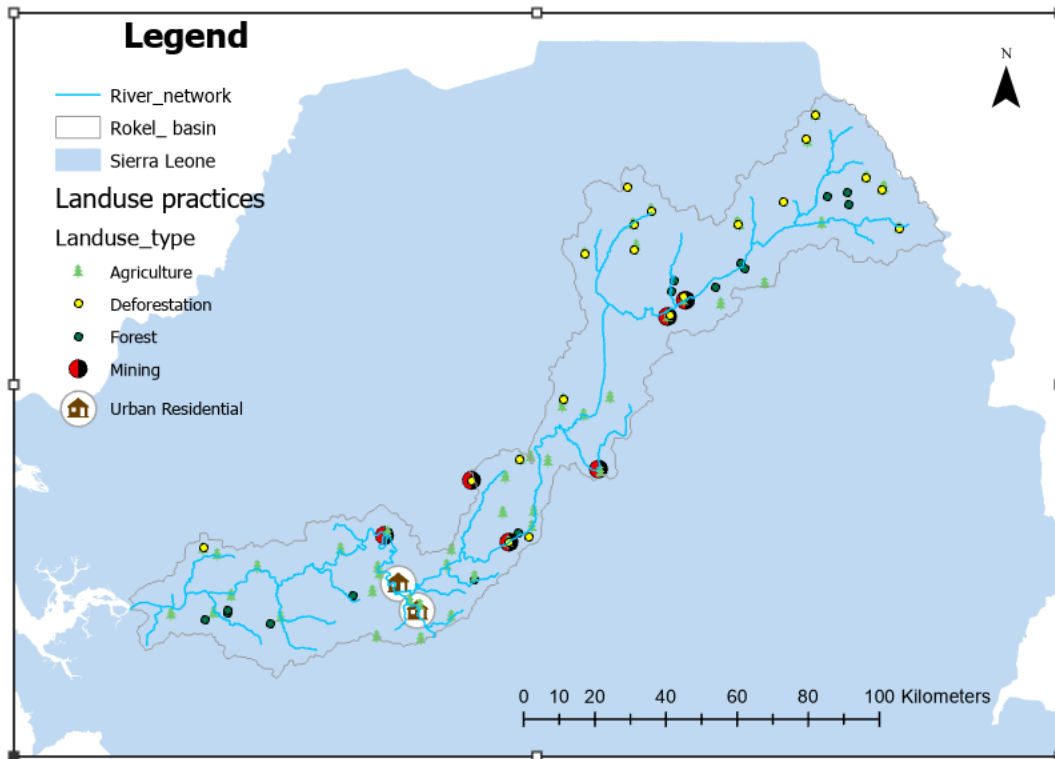 Legend
N
River_network
Rokel_ basin
Sierra Leone
Landuse practices
Landuse_type
Agriculture
Deforestation
Forest
Mining
Urban Residential
0 10 20 40 60 80 100 Kilometers